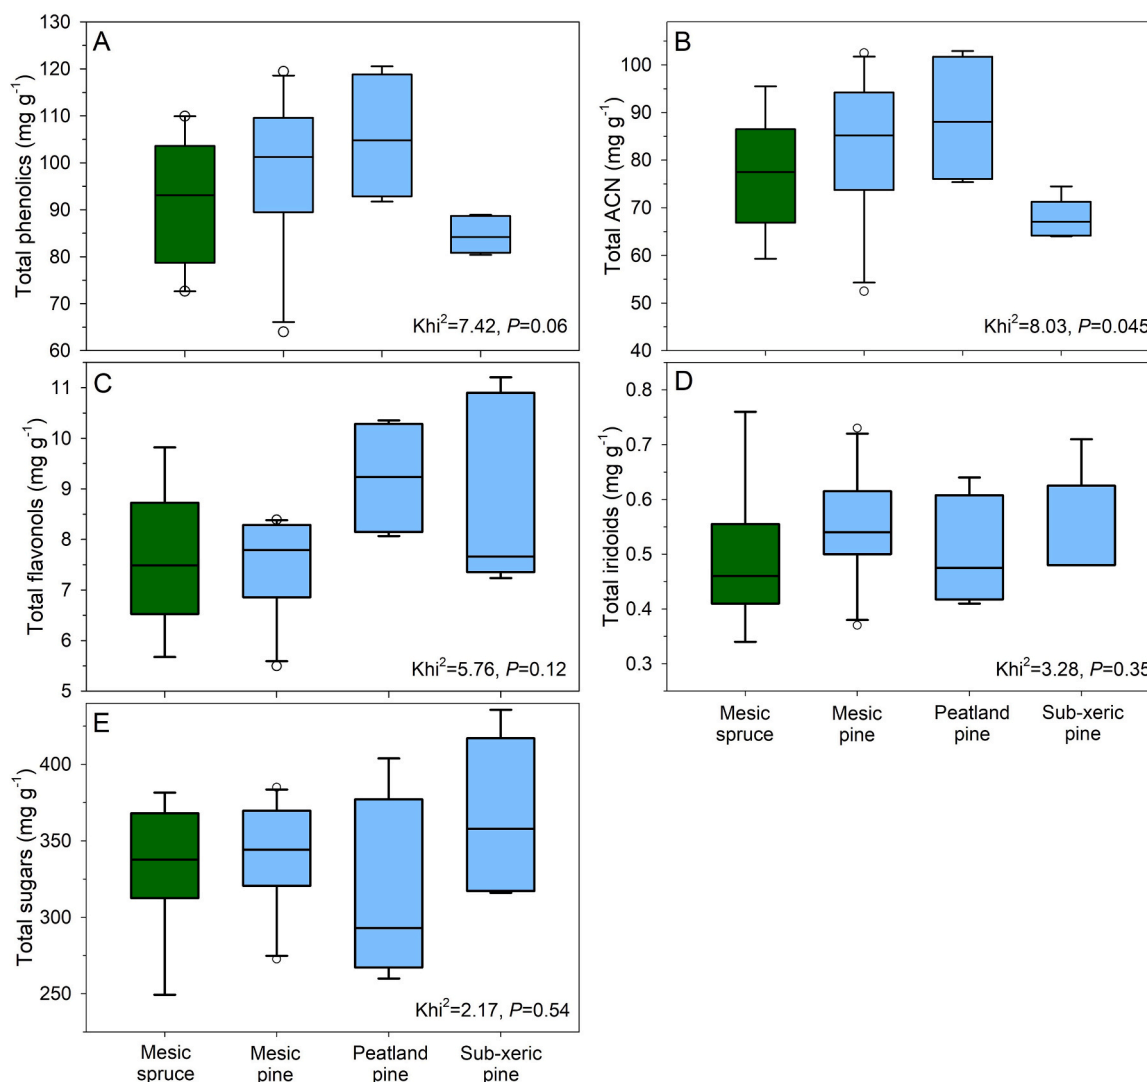 A
Total phenolics (mg g⁻¹)
130
120
110
100
90
80
70
60
Khi²=7.42, P=0.06
B
Total ACN (mg g⁻¹)
100
90
80
70
60
50
40
Khi²=8.03, P=0.045
C
Total flavonols (mg g⁻¹)
11
10
9
8
7
6
5
Khi²=5.76, P=0.12
D
Total iridoids (mg g⁻¹)
0.8
0.7
0.6
0.5
0.4
0.3
Khi²=3.28, P=0.35
Mesic
spruce
Mesic
pine
Peatland
pine
Sub-xeric
pine
E
Total sugars (mg g⁻¹)
400
350
300
250
Khi²=2.17, P=0.54
Mesic
spruce
Mesic
pine
Peatland
pine
Sub-xeric
pine